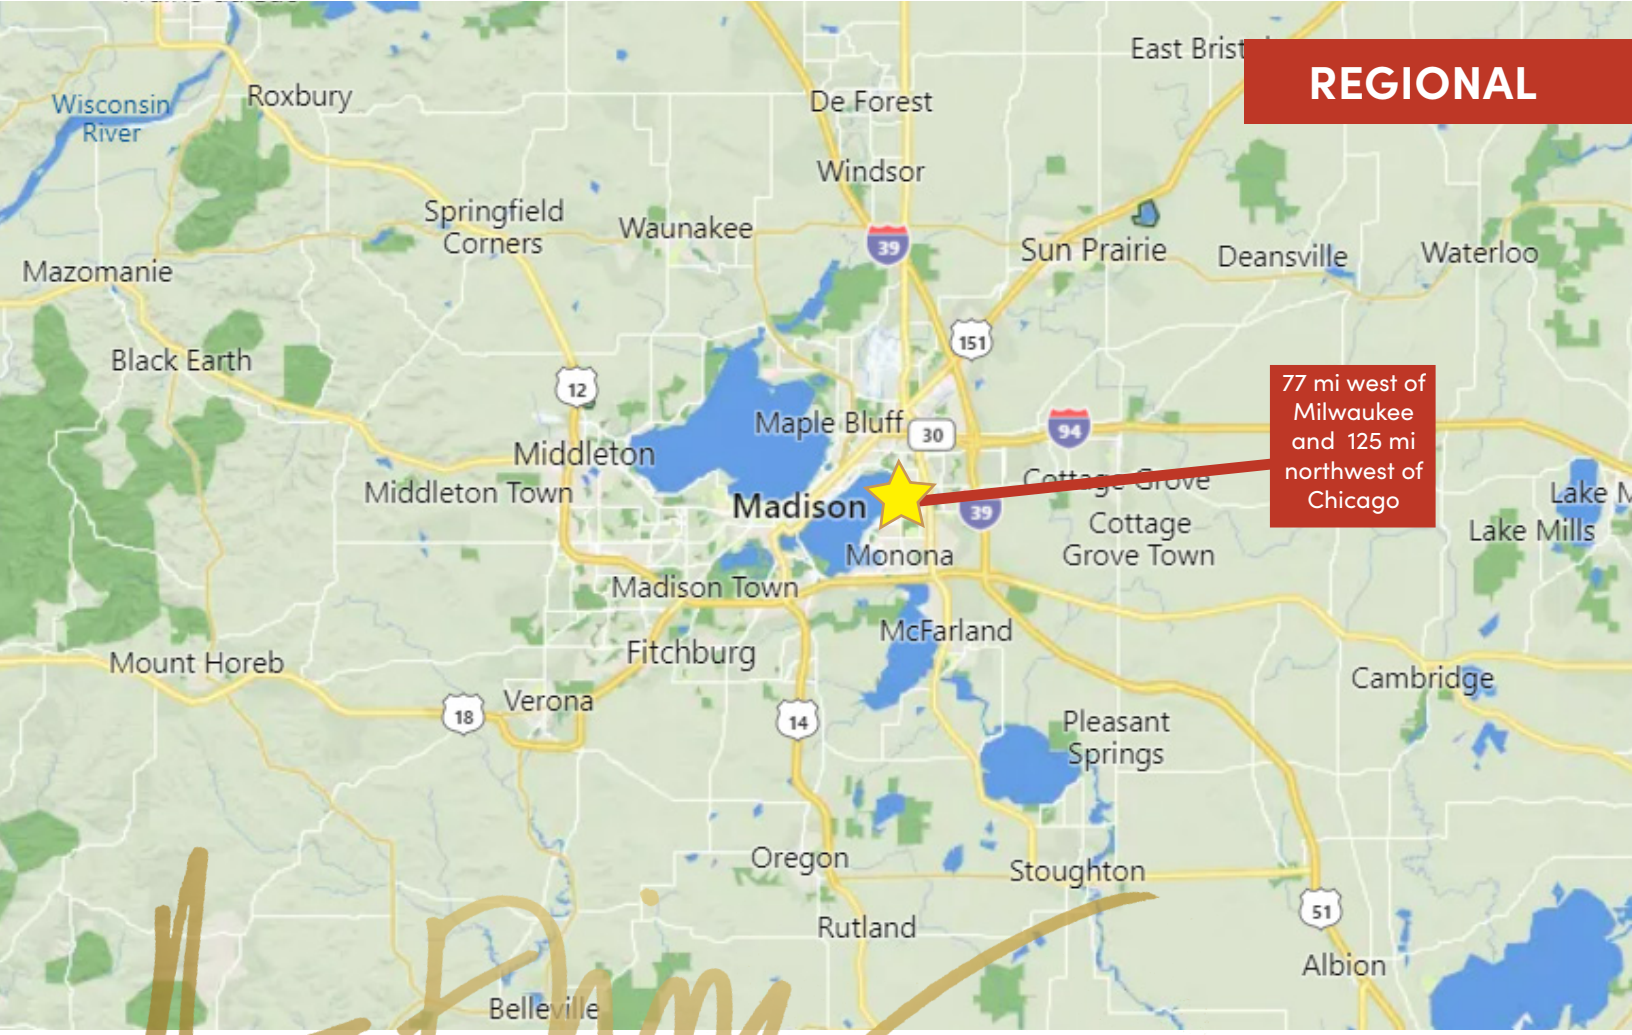 East Brist
REGIONAL
Roxbury
Wisconsin
River
De Forest
Windsor
Springfield
Corners
Waunakee
39
Sun Prairie
Deansville
Waterloo
Mazomanie
151
Black Earth
12
77 mi west of
Milwaukee
and 125 mi
northwest of
Chicago
Maple Bluff
30
94
Middleton
Middleton Town
Cottage Grove
Madison
39
Lake M
Lake Mills
Cottage
Grove Town
Monona
Madison Town
McFarland
Fitchburg
Mount Horeb
Cambridge
Verona
18
14
Pleasant
Springs
Oregon
Stoughton
51
Rutland
Albion
Belleville